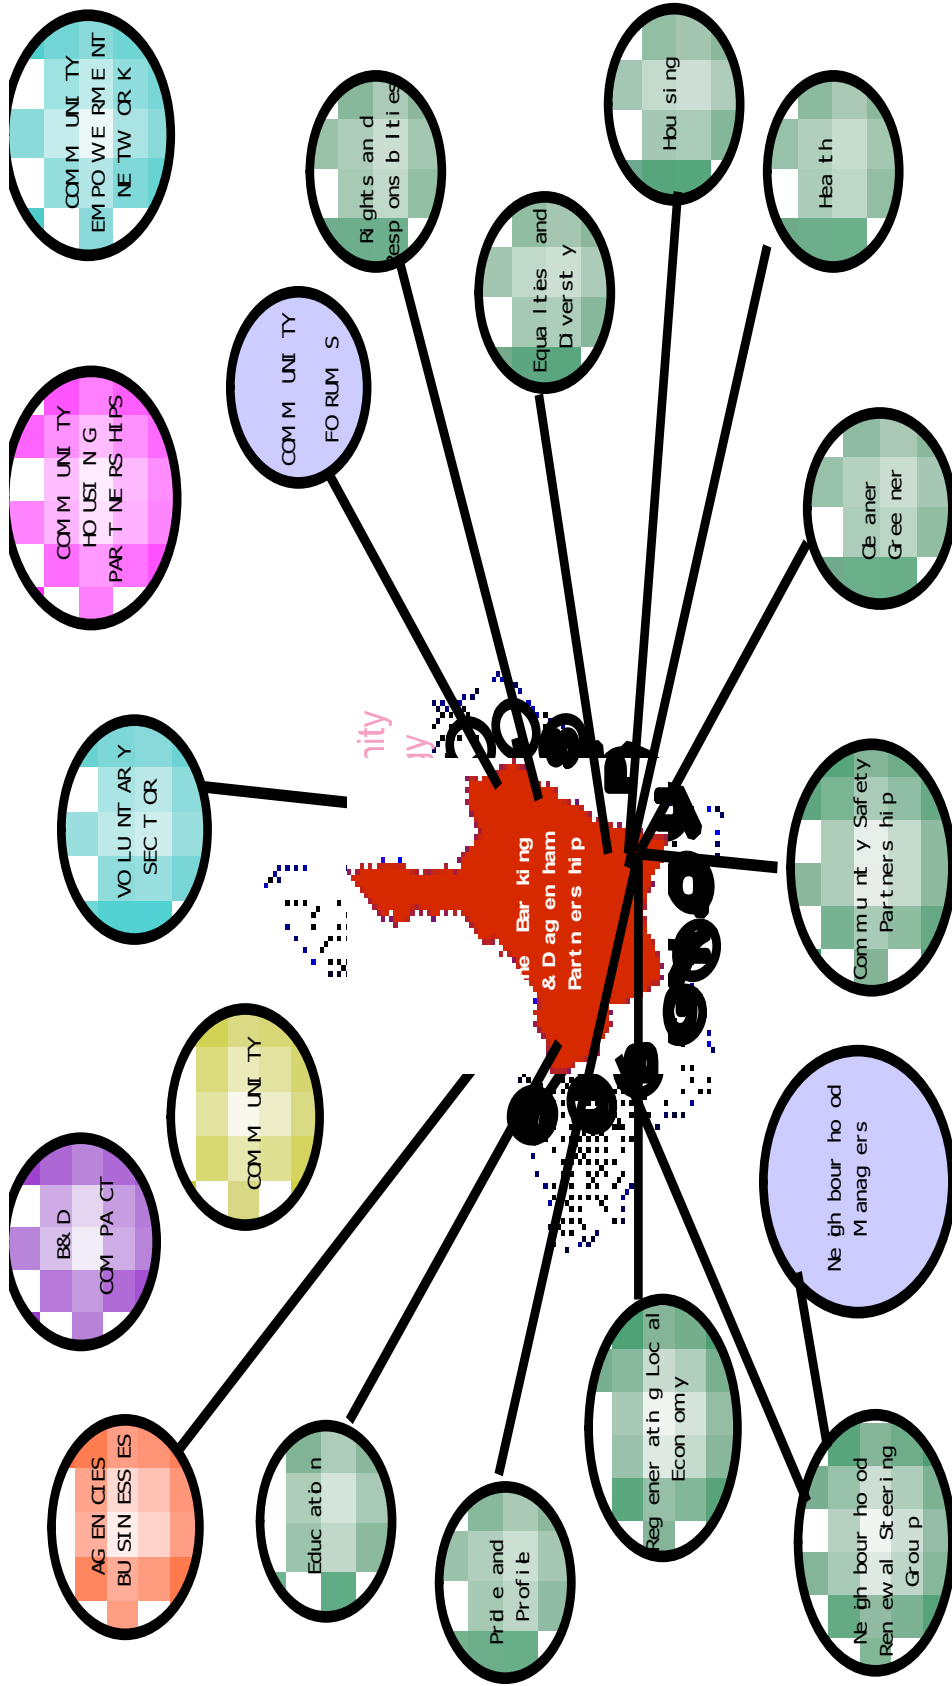 AGENCIES
BUSINESSES
B&D
COMPACT
COMMUNITY
VOLUNTARY
SECTOR
COMMUNITY
HOUSING
PARTNERSHIPS
COMMUNITY
EMPOWERMENT
NETWORK
COMMUNITY
FORUMS
Rights and
Responsbilties
Equalities and
Diversty
Housing
Health
Cleaner
Greener
Community Safety
Partnership
Neighbourhood
Managers
Neighbourhood
Renewal Steering
Group
Regenerating Local
Economy
Pride and
Profile
Education
Barking
& Dagenham
Partnership